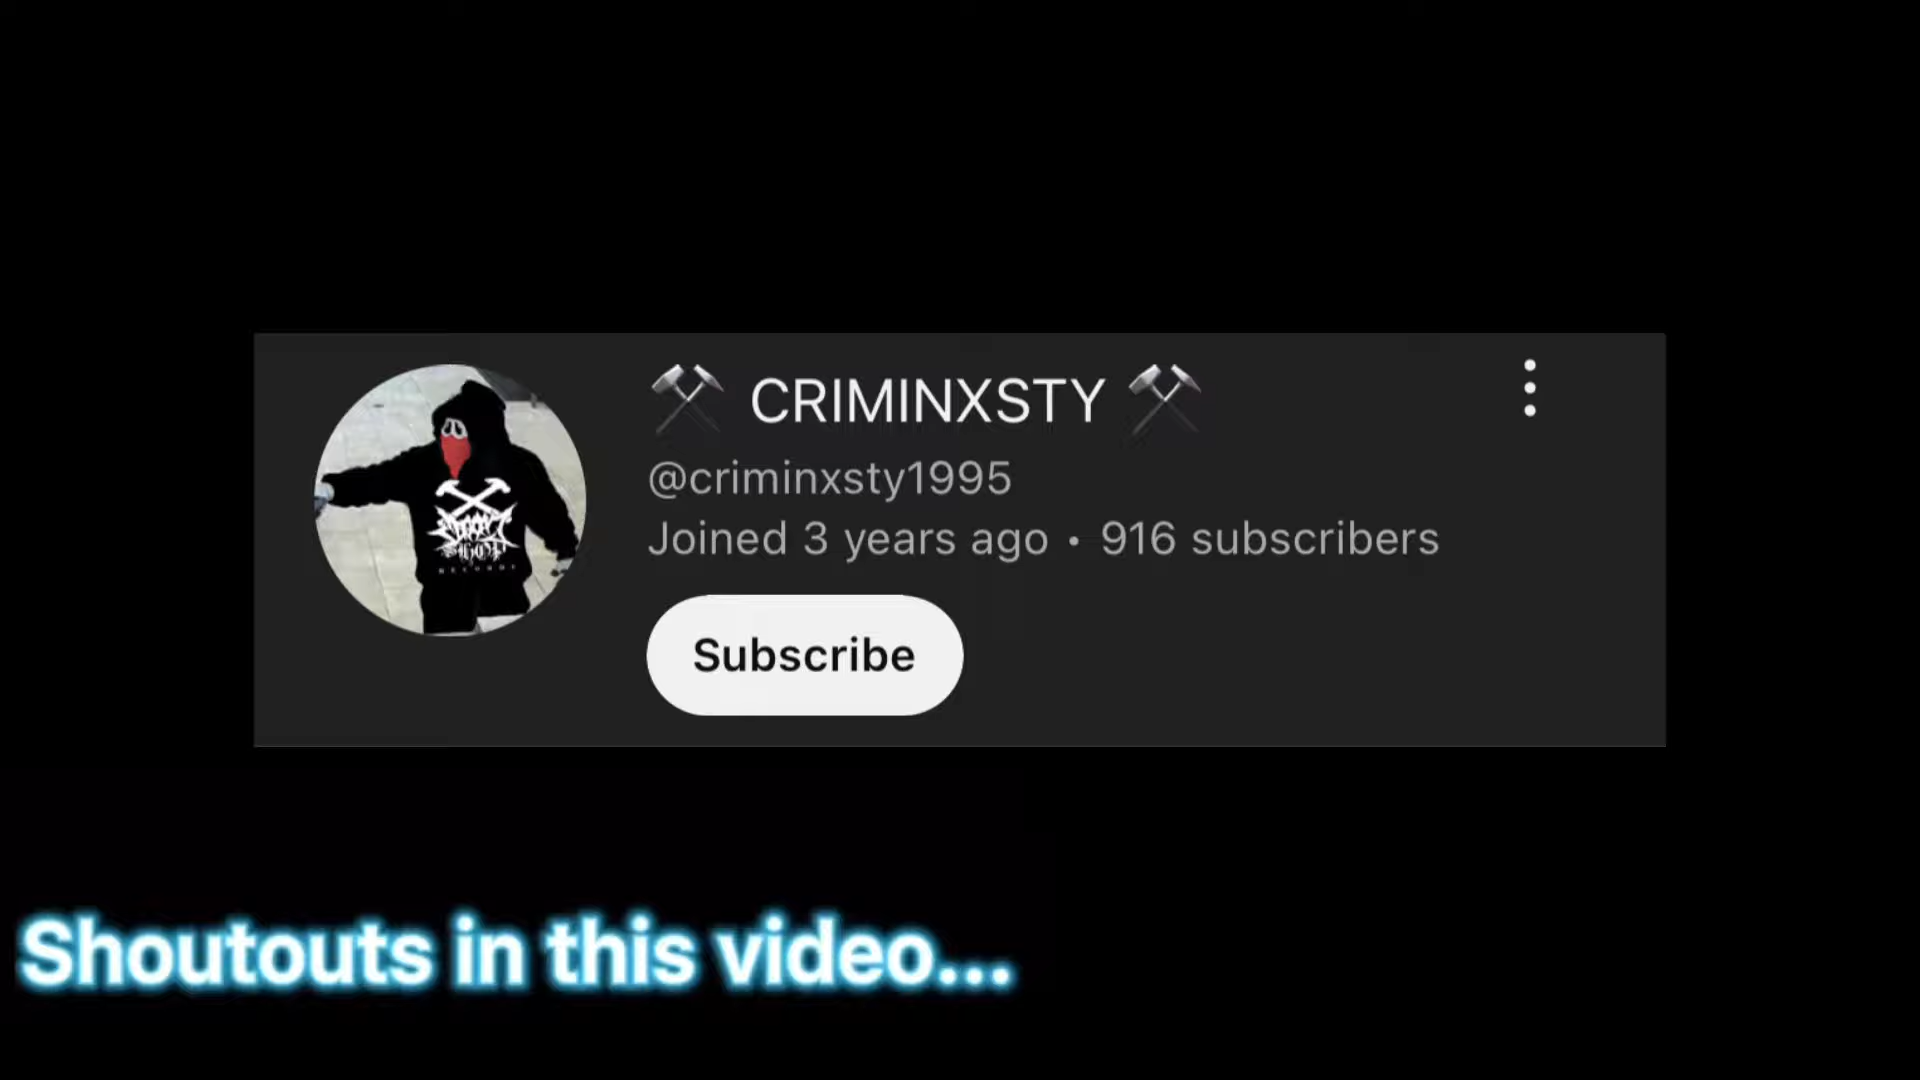 CRIMINXSTY
@criminxsty1995
Joined 3 years ago • 916 subscribers
Subscribe
Shoutouts in this video...